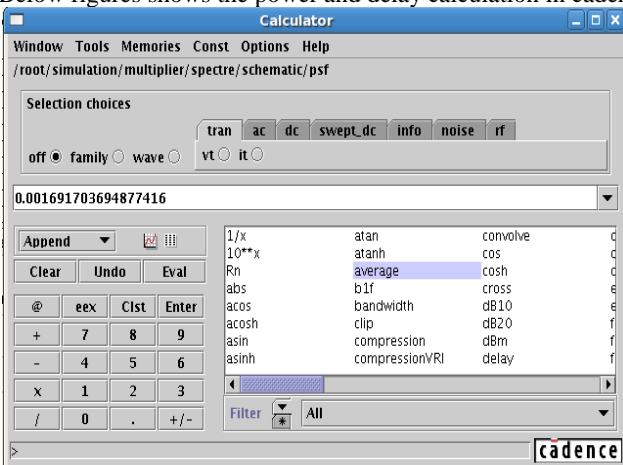 Below figures shows the power and delay calculation in caden
Calculator
Window Tools Memories Const Options Help
/root/simulation/multiplier/spectre/schematic/psf
Selection choices
tran ac dc swept_dc info noise rf
off family wave vt it
0.001691703694877416
Append
Clear Undo Eval
@ eex Clst Enter
+ 7 8 9
- 4 5 6
x 1 2 3
/ 0 . +/-
1/x atan convolve
10**x atanh cos
Rn average cosh
abs b1f cross
acos bandwidth dB10
acosh clip dB20
asin compression dBm
asinh compressionVRI delay
Filter All
>
cādence